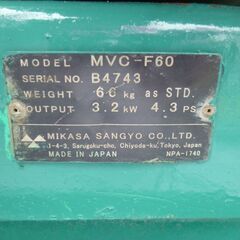 MODEL MVC-F60
SERIAL NO. B4743
WEIGHT 66 kg as STD.
OUTPUT 3.2 kW 4.3 PS
MIKASA SANGYO CO., LTD.
1-4-3, Sarugaku-cho, Chiyoda-ku, Tokyo, Japan
MADE IN JAPAN NPA-1740